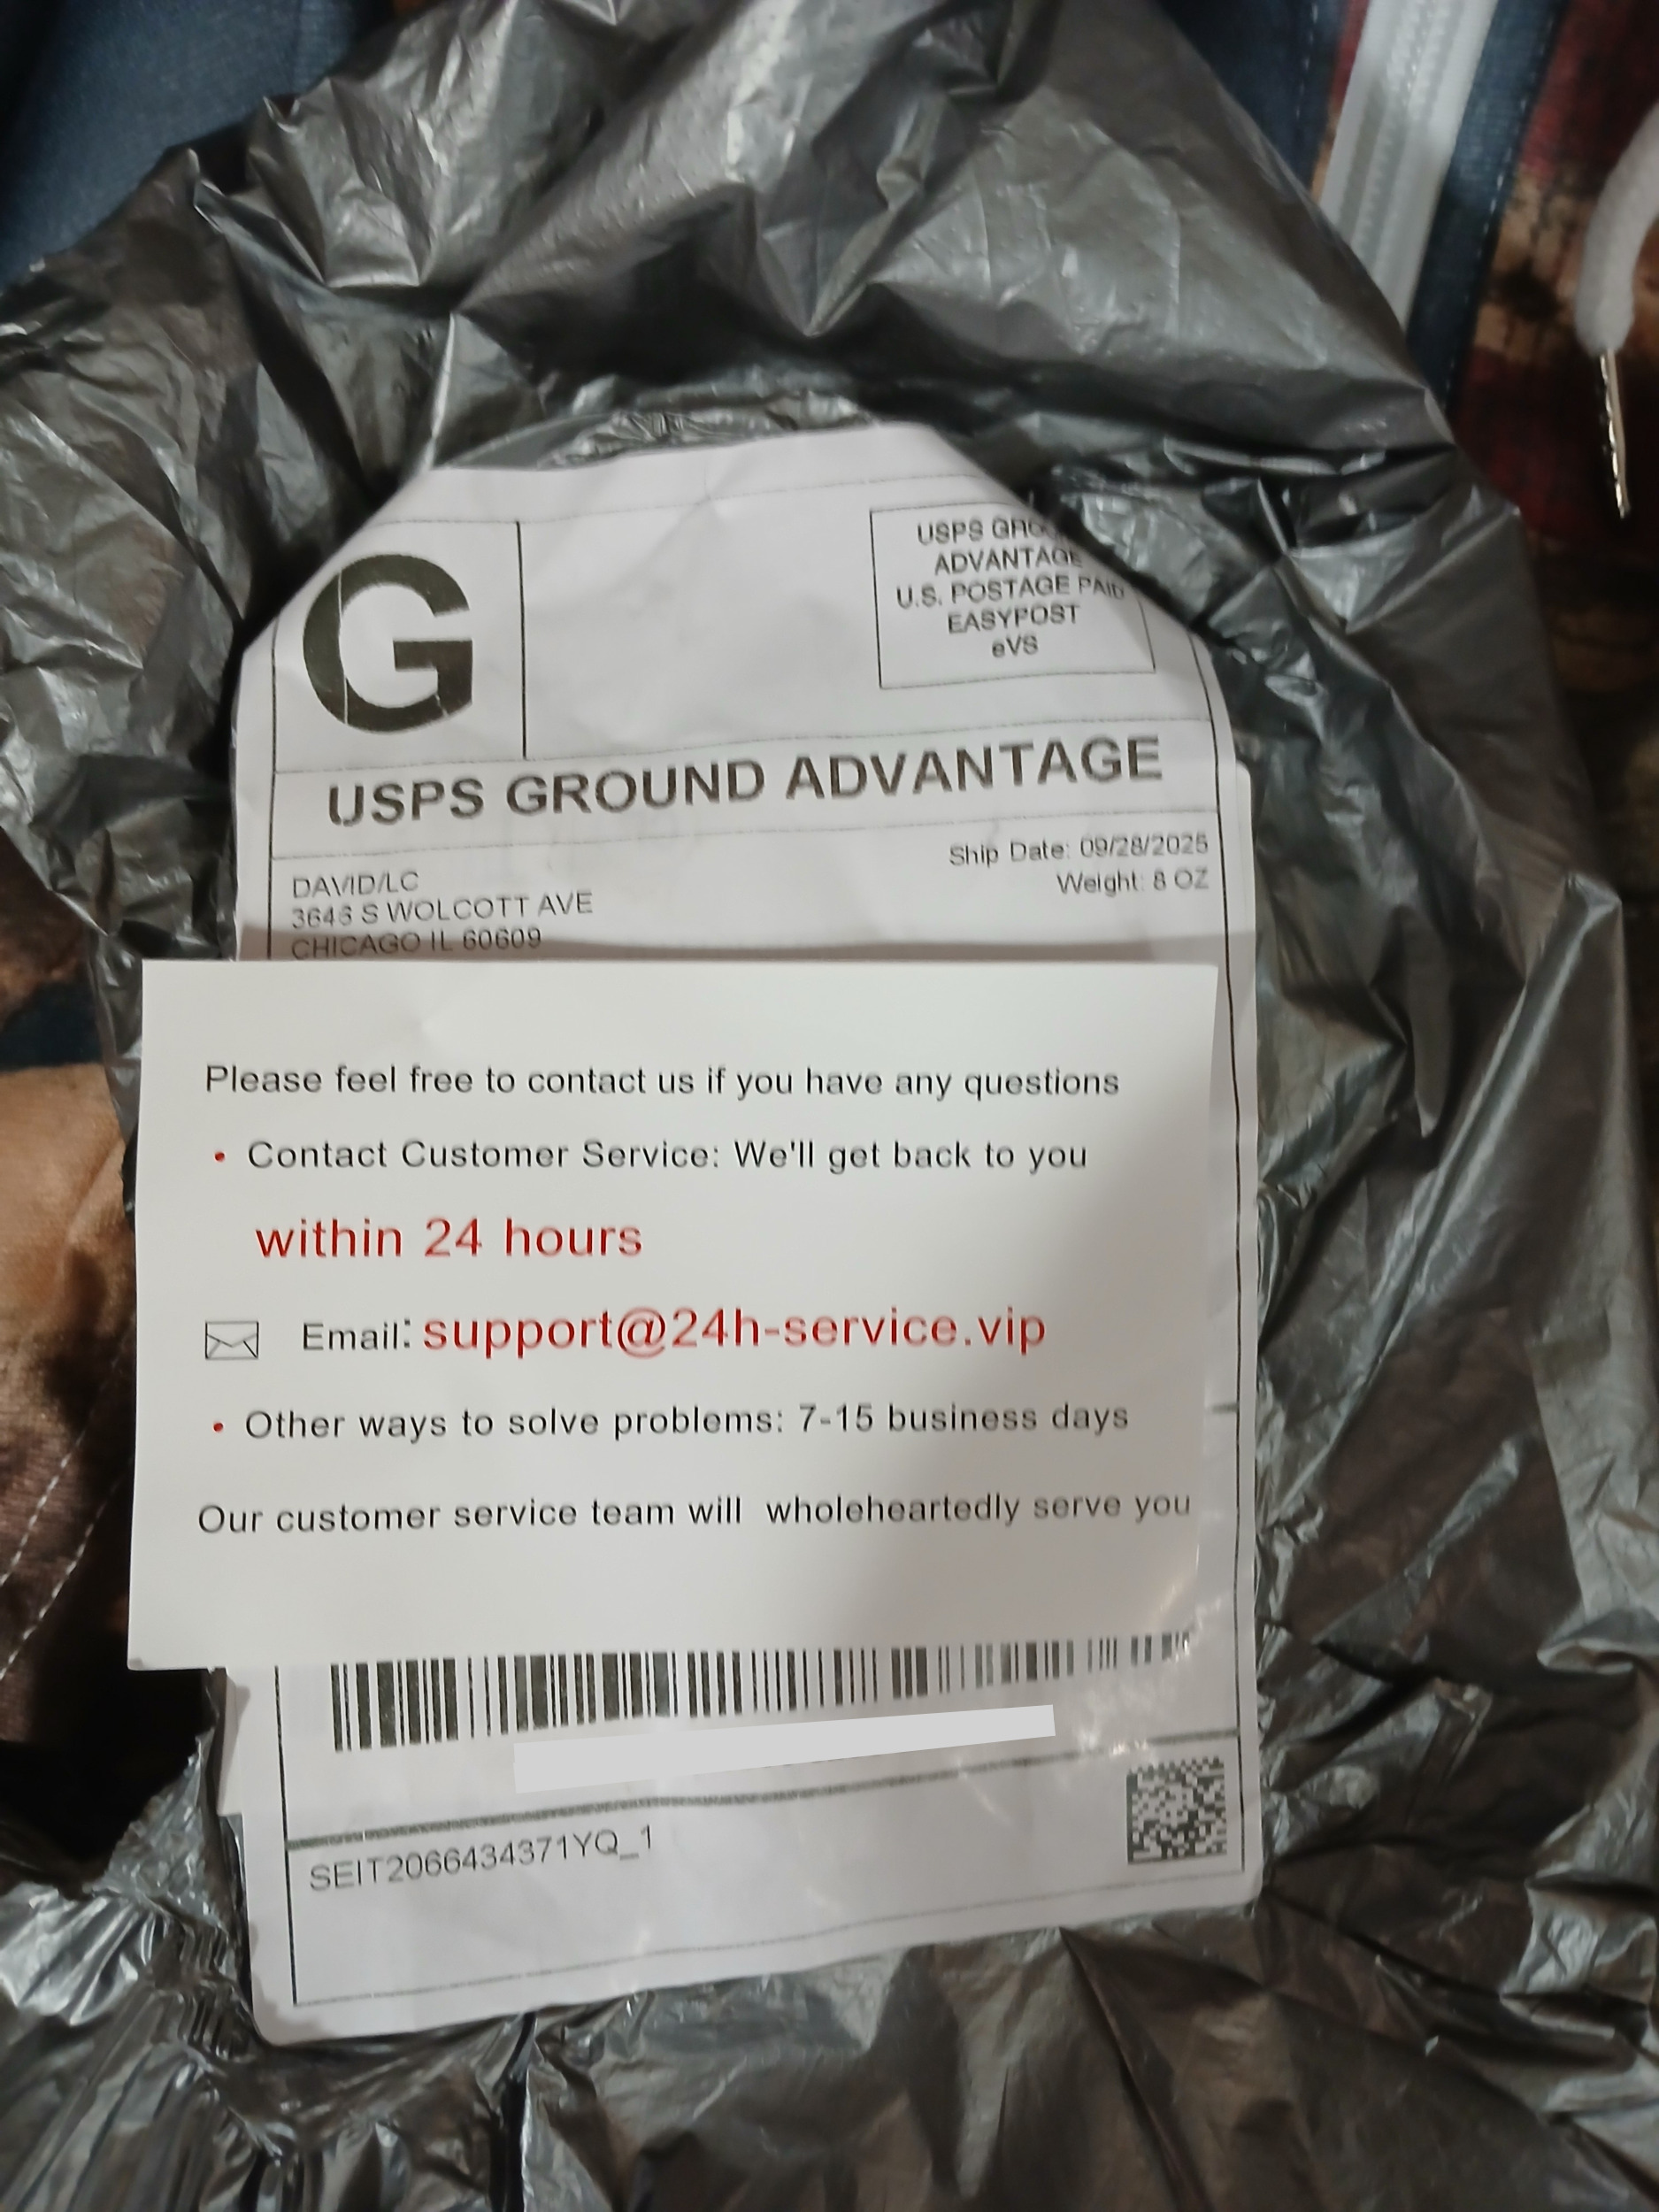 G
USPS GROUND
ADVANTAGE
U.S. POSTAGE PAID
EASYPOST
eVS
USPS GROUND ADVANTAGE
Ship Date: 09/28/2025
Weight: 8 OZ
DAVID/LC
3646 S WOLCOTT AVE
CHICAGO IL 60609
Please feel free to contact us if you have any questions
• Contact Customer Service: We'll get back to you
within 24 hours
Email: support@24h-service.vip
• Other ways to solve problems: 7-15 business days
Our customer service team will wholeheartedly serve you
SEIT2066434371YQ_1